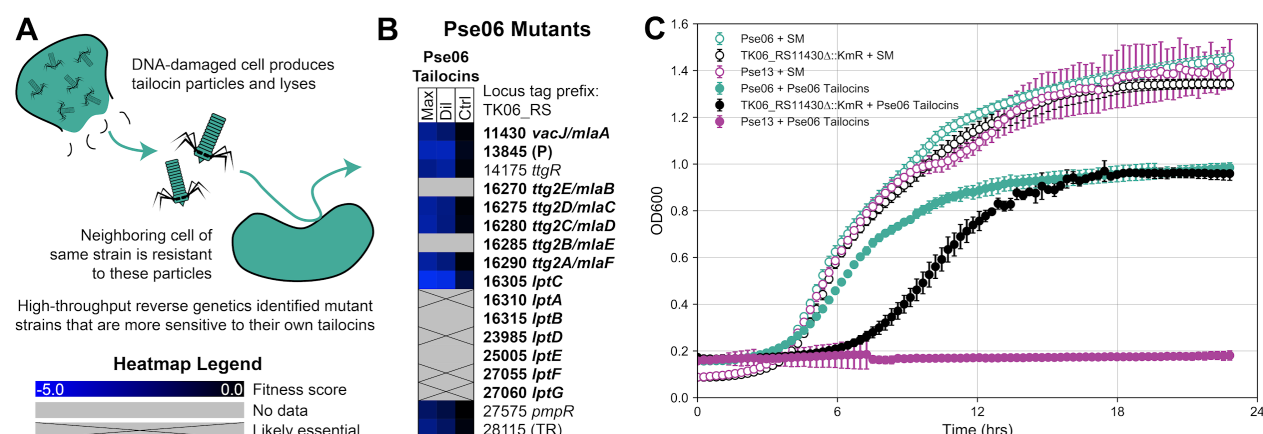 A
DNA-damaged cell produces
tailocin particles and lyses
Neighboring cell of
same strain is resistant
to these particles
High-throughput reverse genetics identified mutant
strains that are more sensitive to their own tailocins
Heatmap Legend
-5.0 0.0 Fitness score
No data
Likely essential
B
Pse06 Mutants
Pse06
Tailocins
Max Dil Ctrl
Locus tag prefix:
TK06_RS
11430 vacJ/mlaA
13845 (P)
14175 ttgR
16270 ttg2E/mlaB
16275 ttg2D/mlaC
16280 ttg2C/mlaD
16285 ttg2B/mlaE
16290 ttg2A/mlaF
16305 lptC
16310 lptA
16315 lptB
23985 lptD
25005 lptE
27055 lptF
27060 lptG
27575 pmpR
28115 (TR)
C
OD600
1.6
1.4
1.2
1.0
0.8
0.6
0.4
0.2
0.0
Pse06 + SM
TK06_RS11430Δ::KmR + SM
Pse13 + SM
Pse06 + Pse06 Tailocins
TK06_RS11430Δ::KmR + Pse06 Tailocins
Pse13 + Pse06 Tailocins
0 6 12 18 24
Time (hrs)